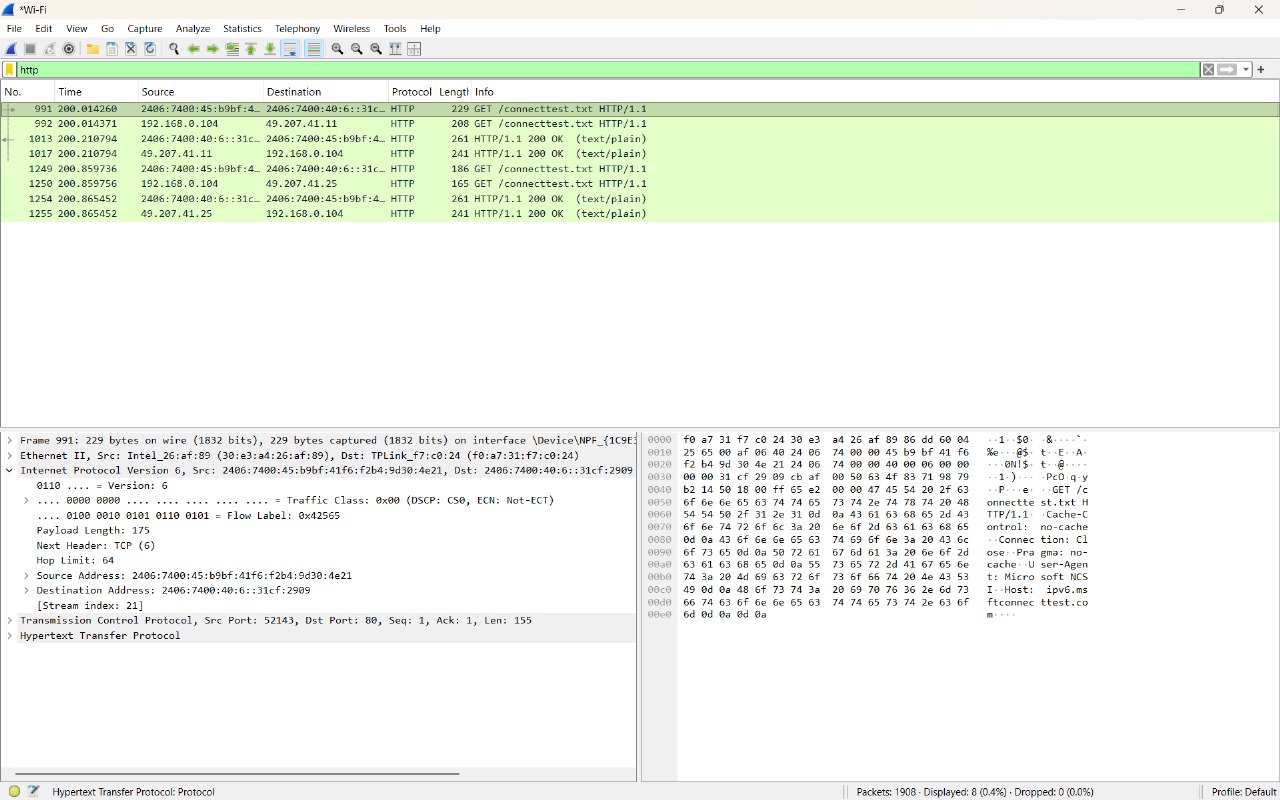 *Wi-Fi
File Edit View Go Capture Analyze Statistics Telephony Wireless Tools Help
http
No. Time Source Destination Protocol Length Info
991 200.014260 2406:7400:45:b9bf:4… 2406:7400:40:6::31c… HTTP 229 GET /connecttest.txt HTTP/1.1
992 200.014371 192.168.0.104 49.207.41.11 HTTP 208 GET /connecttest.txt HTTP/1.1
1013 200.210794 2406:7400:40:6::31c… 2406:7400:45:b9bf:4… HTTP 261 HTTP/1.1 200 OK (text/plain)
1017 200.210794 49.207.41.11 192.168.0.104 HTTP 241 HTTP/1.1 200 OK (text/plain)
1249 200.859736 2406:7400:45:b9bf:4… 2406:7400:40:6::31c… HTTP 186 GET /connecttest.txt HTTP/1.1
1250 200.859756 192.168.0.104 49.207.41.25 HTTP 165 GET /connecttest.txt HTTP/1.1
1254 200.865452 2406:7400:40:6::31c… 2406:7400:45:b9bf:4… HTTP 261 HTTP/1.1 200 OK (text/plain)
1255 200.865452 49.207.41.25 192.168.0.104 HTTP 241 HTTP/1.1 200 OK (text/plain)
Frame 991: 229 bytes on wire (1832 bits), 229 bytes captured (1832 bits) on interface \Device\NPF_{1C9E
Ethernet II, Src: Intel_26:af:89 (30:e3:a4:26:af:89), Dst: TPLink_f7:c0:24 (f0:a7:31:f7:c0:24)
Internet Protocol Version 6, Src: 2406:7400:45:b9bf:41f6:f2b4:9d30:4e21, Dst: 2406:7400:40:6::31cf:2909
0110 .... = Version: 6
.... 0000 0000 .... .... .... .... .... = Traffic Class: 0x00 (DSCP: CS0, ECN: Not-ECT)
.... 0100 0010 0101 0110 0101 = Flow Label: 0x42565
Payload Length: 175
Next Header: TCP (6)
Hop Limit: 64
Source Address: 2406:7400:45:b9bf:41f6:f2b4:9d30:4e21
Destination Address: 2406:7400:40:6::31cf:2909
[Stream index: 21]
Transmission Control Protocol, Src Port: 52143, Dst Port: 80, Seq: 1, Ack: 1, Len: 155
Hypertext Transfer Protocol
0000 f0 a7 31 f7 c0 24 30 e3 a4 26 af 89 86 dd 60 04 ··1··$0· ·&····`·
0010 25 65 00 af 06 40 24 06 74 00 00 45 b9 bf 41 f6 %e···@$· t··E··A·
0020 f2 b4 9d 30 4e 21 24 06 74 00 00 40 00 06 00 00 ···0N!$· t··@····
0030 00 00 31 cf 29 09 cb af 00 50 63 4f 83 71 98 79 ··1·)··· ·PcO·q·y
0040 b2 14 50 18 00 ff 65 e2 00 00 47 45 54 20 2f 63 ··P···e· ··GET /c
0050 6f 6e 6e 65 63 74 74 65 73 74 2e 74 78 74 20 48 onnectte st.txt H
0060 54 54 50 2f 31 2e 31 0d 0a 43 61 63 68 65 2d 43 TTP/1.1· ·Cache-C
0070 6f 6e 74 72 6f 6c 3a 20 6e 6f 2d 63 61 63 68 65 ontrol: no-cache
0080 0d 0a 43 6f 6e 6e 65 63 74 69 6f 6e 3a 20 43 6c ··Connec tion: Cl
0090 6f 73 65 0d 0a 50 72 61 67 6d 61 3a 20 6e 6f 2d ose··Pra gma: no-
00a0 63 61 63 68 65 0d 0a 55 73 65 72 2d 41 67 65 6e cache··U ser-Agen
00b0 74 3a 20 4d 69 63 72 6f 73 6f 66 74 20 4e 43 53 t: Micro soft NCS
00c0 49 0d 0a 48 6f 73 74 3a 20 69 70 76 36 2e 6d 73 I··Host: ipv6.ms
00d0 66 74 63 6f 6e 6e 65 63 74 74 65 73 74 2e 63 6f ftconnec ttest.co
00e0 6d 0d 0a 0d 0a m····
Hypertext Transfer Protocol: Protocol
Packets: 1908 · Displayed: 8 (0.4%) · Dropped: 0 (0.0%)
Profile: Default